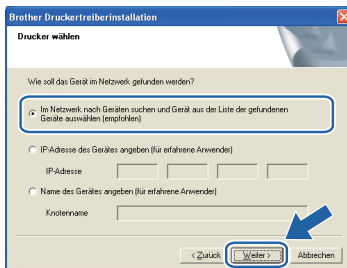 Brother Druckertreiberinstallation
Drucker wählen
Wie soll das Gerät im Netzwerk gefunden werden?
Im Netzwerk nach Geräten suchen und Gerät aus der Liste der gefundenen
Geräte auswählen (empfohlen)
IP-Adresse des Gerätes angeben (für erfahrene Anwender)
IP-Adresse
Name des Gerätes angeben (für erfahrene Anwender)
Knotenname
< Zurück Weiter > Abbrechen